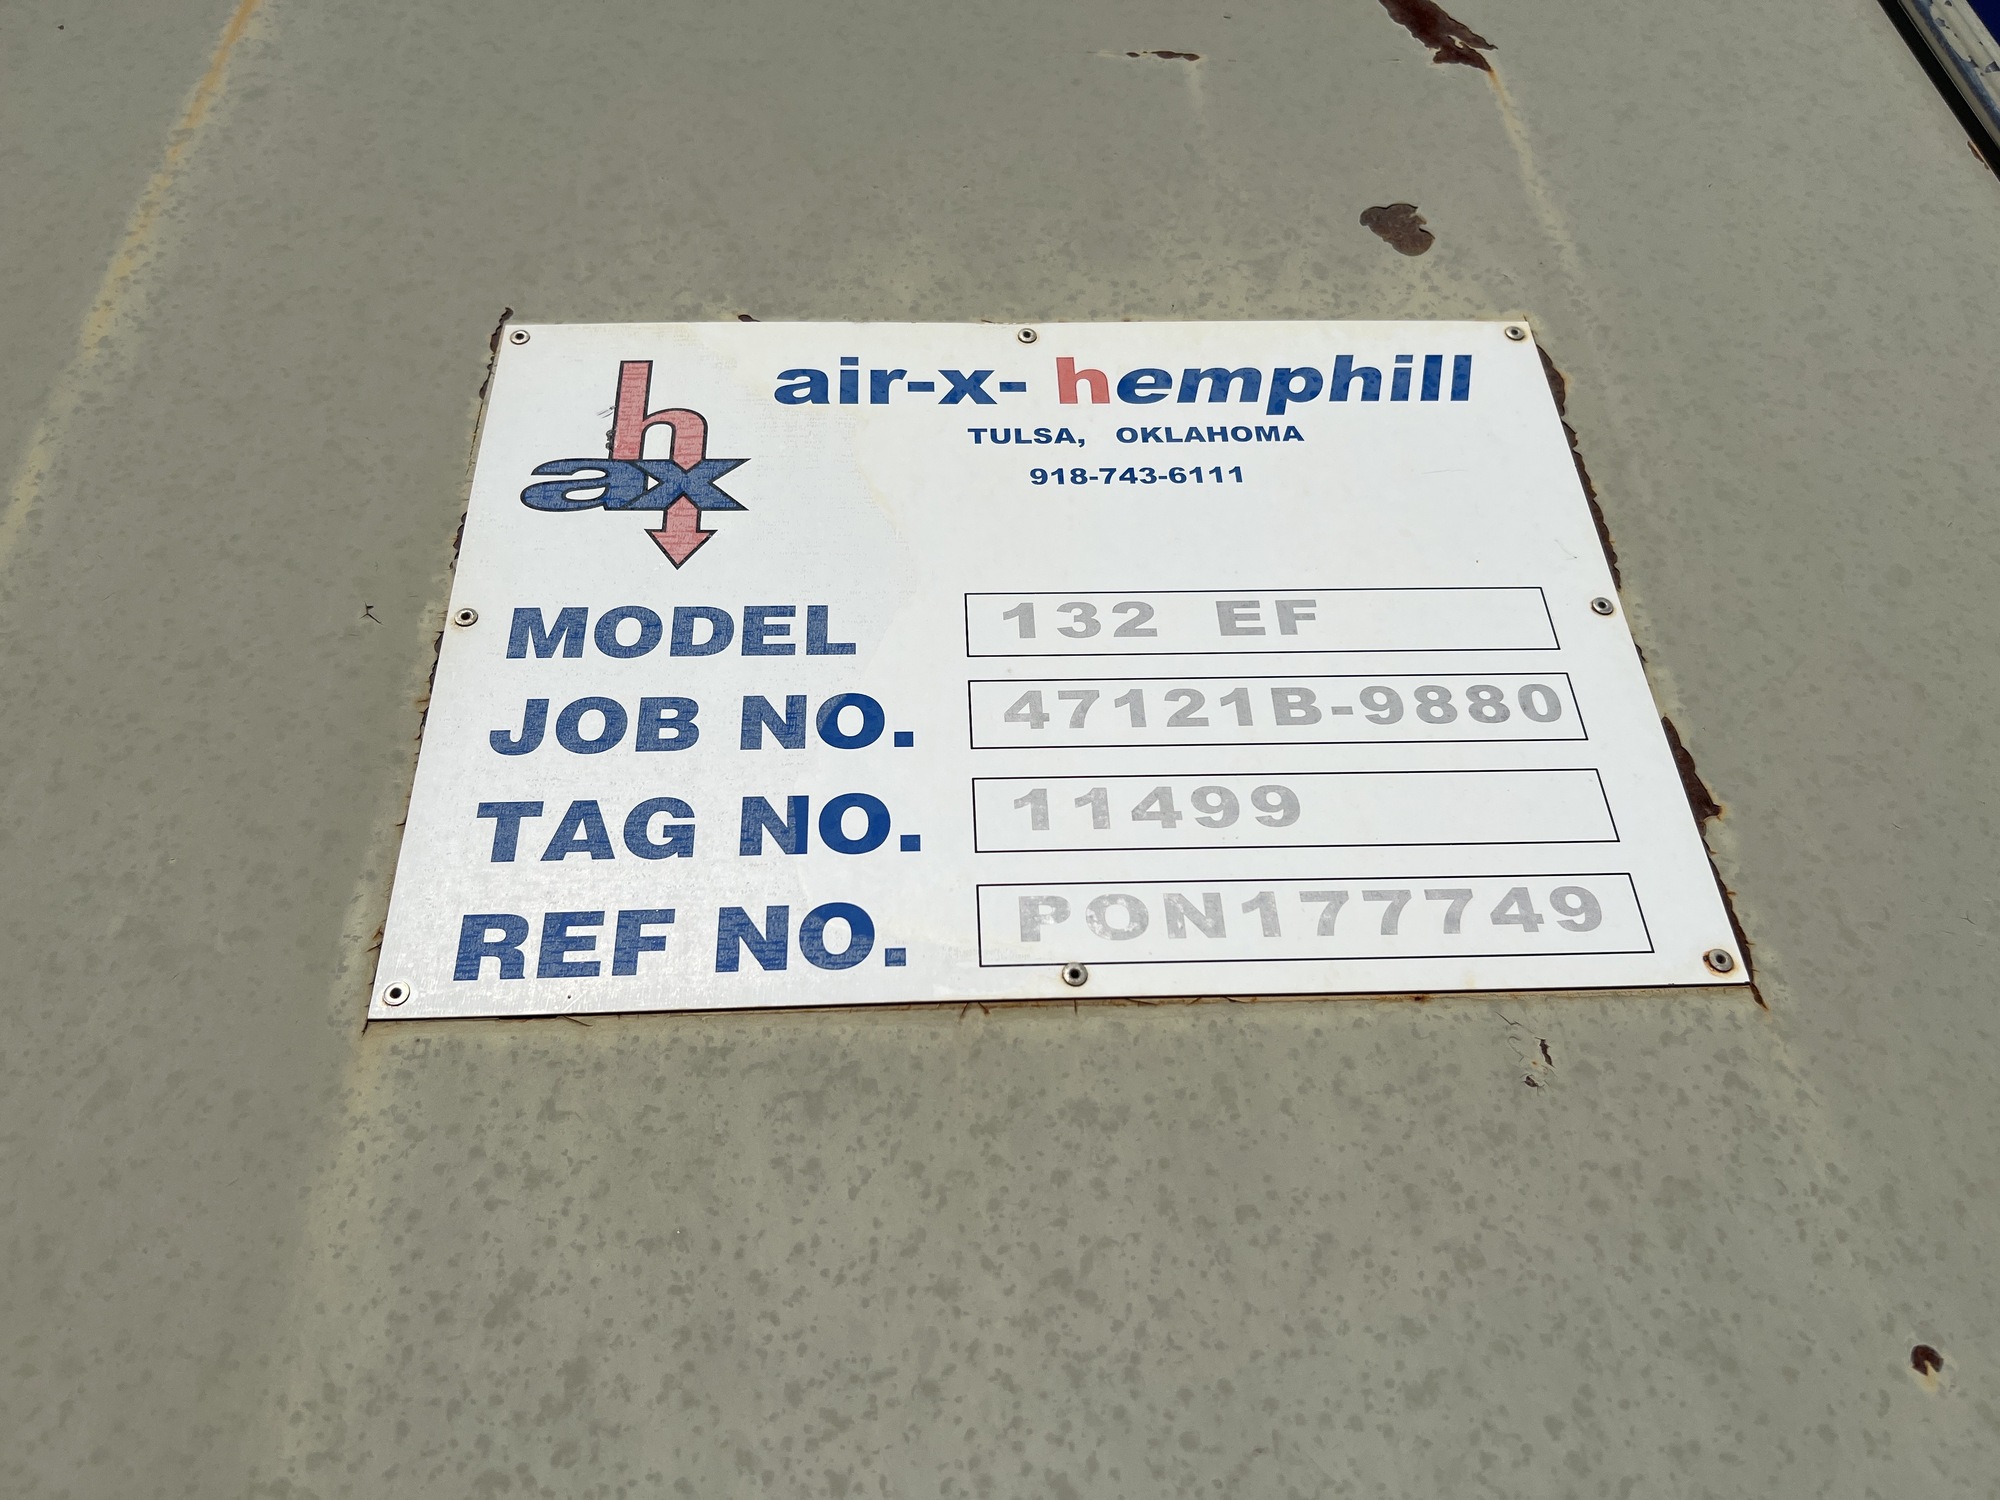 h
ax
air-x- hemphill
TULSA, OKLAHOMA
918-743-6111
MODEL 132 EF
JOB NO. 47121B-9880
TAG NO. 11499
REF NO. PON177749